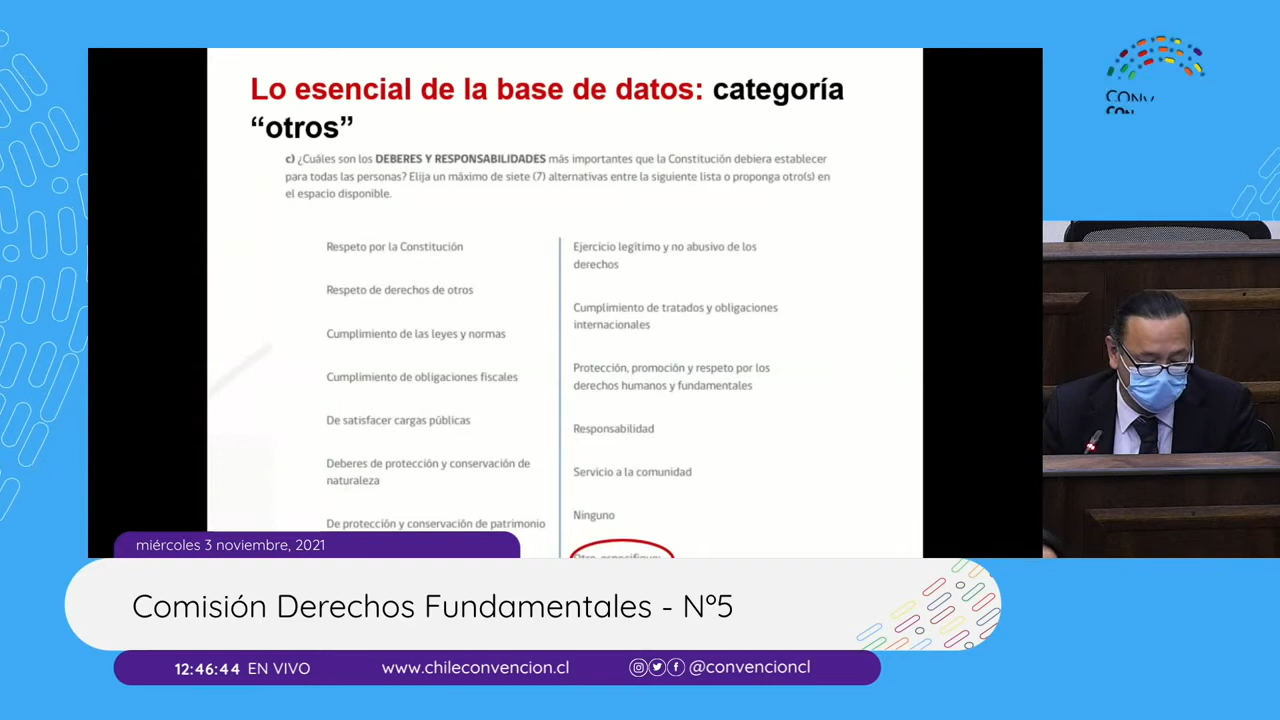 Lo esencial de la base de datos: categoría
“otros”
c) ¿Cuáles son los DEBERES Y RESPONSABILIDADES más importantes que la Constitución debiera establecer
para todas las personas? Elija un máximo de siete (7) alternativas entre la siguiente lista o proponga otro(s) en
el espacio disponible.
Respeto por la Constitución
Respeto de derechos de otros
Cumplimiento de las leyes y normas
Cumplimiento de obligaciones fiscales
De satisfacer cargas públicas
Deberes de protección y conservación de
naturaleza
De protección y conservación de patrimonio
Ejercicio legítimo y no abusivo de los
derechos
Cumplimiento de tratados y obligaciones
internacionales
Protección, promoción y respeto por los
derechos humanos y fundamentales
Responsabilidad
Servicio a la comunidad
Ninguno
miércoles 3 noviembre, 2021
Comisión Derechos Fundamentales - Nº5
12:46:44 EN VIVO
www.chileconvencion.cl
@convencioncl